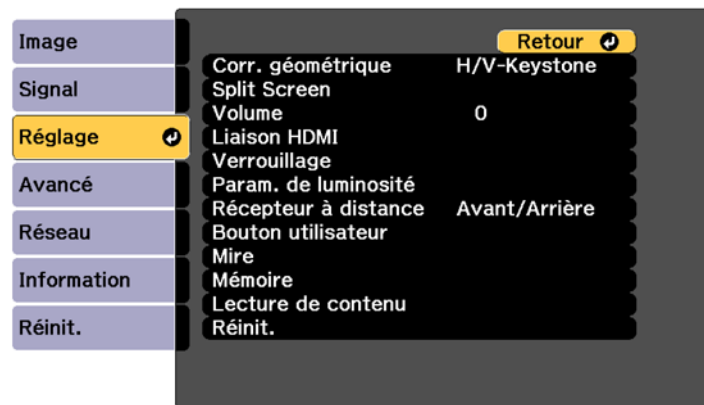 Image
Signal
Réglage
Avancé
Réseau
Information
Réinit.
Retour
Corr. géométrique H/V-Keystone
Split Screen
Volume 0
Liaison HDMI
Verrouillage
Param. de luminosité
Récepteur à distance Avant/Arrière
Bouton utilisateur
Mire
Mémoire
Lecture de contenu
Réinit.